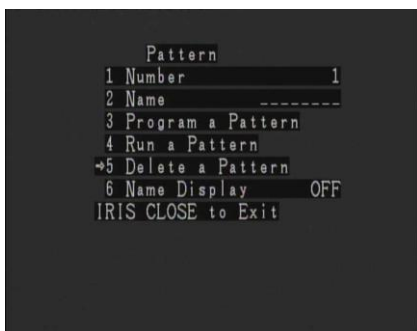 Pattern
1 Number 1
2 Name _ _ _ _ _ _ _ _
3 Program a Pattern
4 Run a Pattern
⇒5 Delete a Pattern
6 Name Display OFF
IRIS CLOSE to Exit